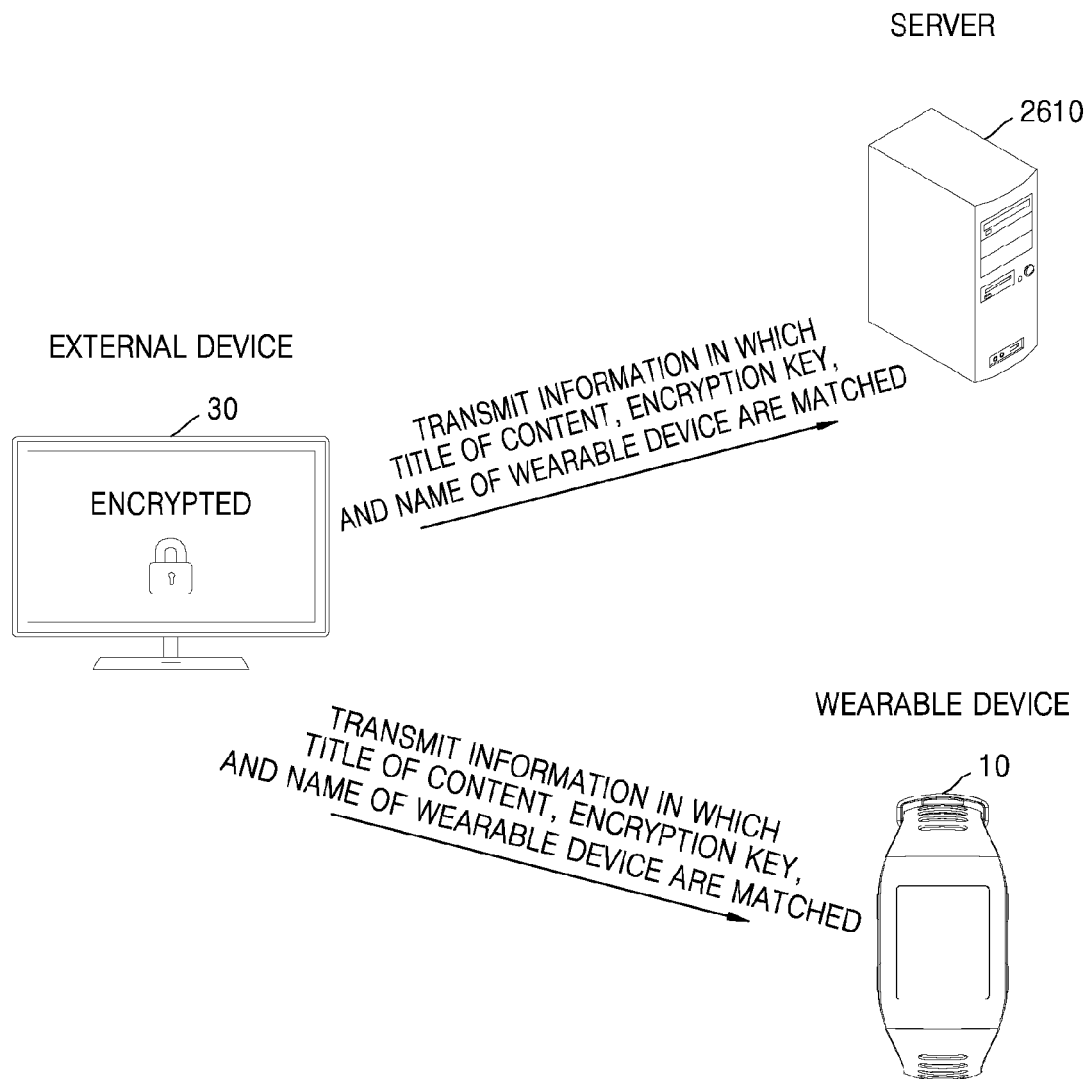 SERVER
2610
EXTERNAL DEVICE
30
ENCRYPTED
TRANSMIT INFORMATION IN WHICH
TITLE OF CONTENT, ENCRYPTION KEY,
AND NAME OF WEARABLE DEVICE ARE MATCHED
WEARABLE DEVICE
10
TRANSMIT INFORMATION IN WHICH
TITLE OF CONTENT, ENCRYPTION KEY,
AND NAME OF WEARABLE DEVICE ARE MATCHED